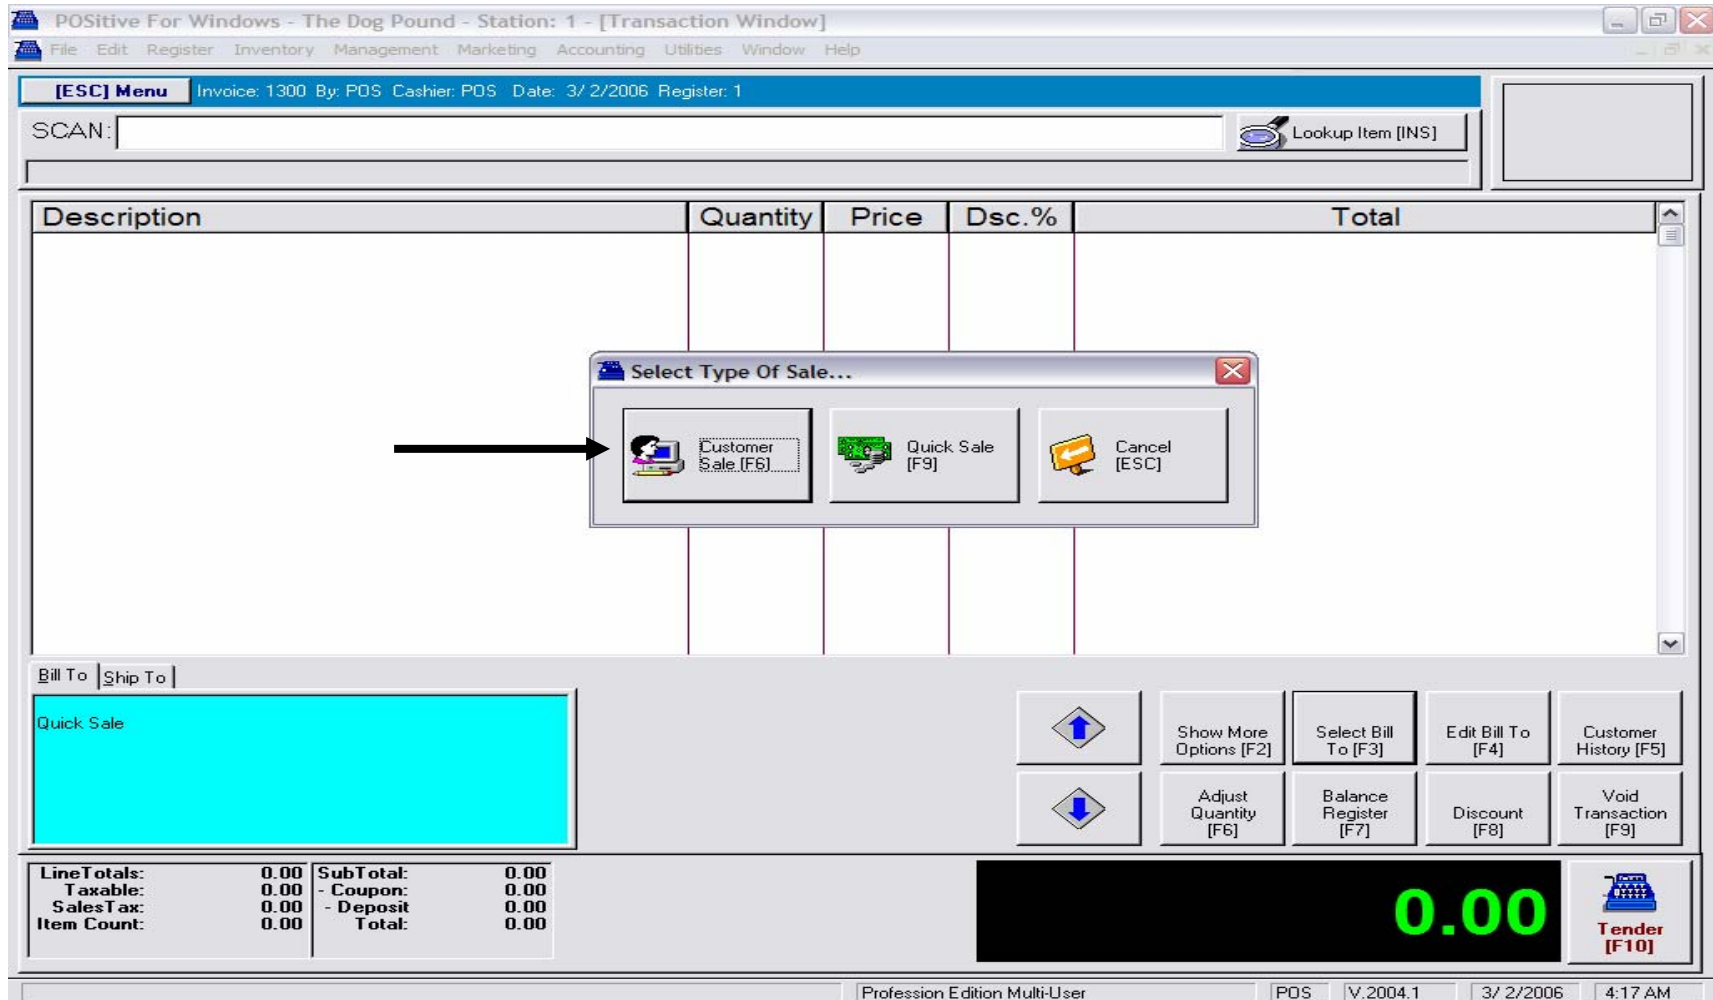 POSitive For Windows - The Dog Pound - Station: 1 - [Transaction Window]
File Edit Register Inventory Management Marketing Accounting Utilities Window Help
[ESC] Menu Invoice: 1300 By: POS Cashier: POS Date: 3/ 2/2006 Register: 1
SCAN: Lookup Item [INS]
Description Quantity Price Dsc.% Total
Select Type Of Sale...
Customer
Sale [F6]
Quick Sale
[F9]
Cancel
[ESC]
Bill To Ship To
Quick Sale
Show More
Options [F2]
Select Bill
To [F3]
Edit Bill To
[F4]
Customer
History [F5]
Adjust
Quantity
[F6]
Balance
Register
[F7]
Discount
[F8]
Void
Transaction
[F9]
LineTotals: 0.00 SubTotal: 0.00
Taxable: 0.00 - Coupon: 0.00
SalesTax: 0.00 - Deposit 0.00
Item Count: 0.00 Total: 0.00
0.00
Tender
[F10]
Profession Edition Multi-User POS V.2004.1 3/ 2/2006 4:17 AM